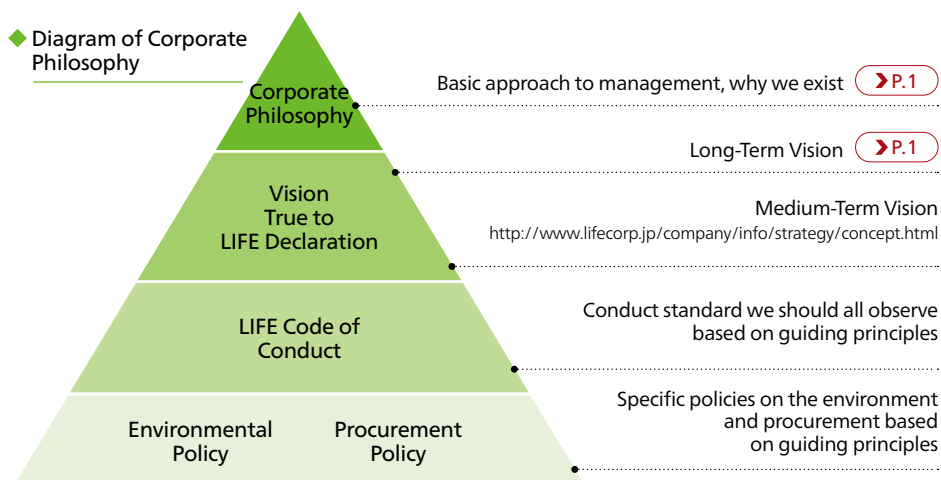 Diagram of Corporate
Philosophy
Corporate
Philosophy
Basic approach to management, why we exist P.1
Long-Term Vision P.1
Vision
True to
LIFE Declaration
Medium-Term Vision
http://www.lifecorp.jp/company/info/strategy/concept.html
LIFE Code of
Conduct
Conduct standard we should all observe
based on guiding principles
Environmental
Policy
Procurement
Policy
Specific policies on the environment
and procurement based
on guiding principles